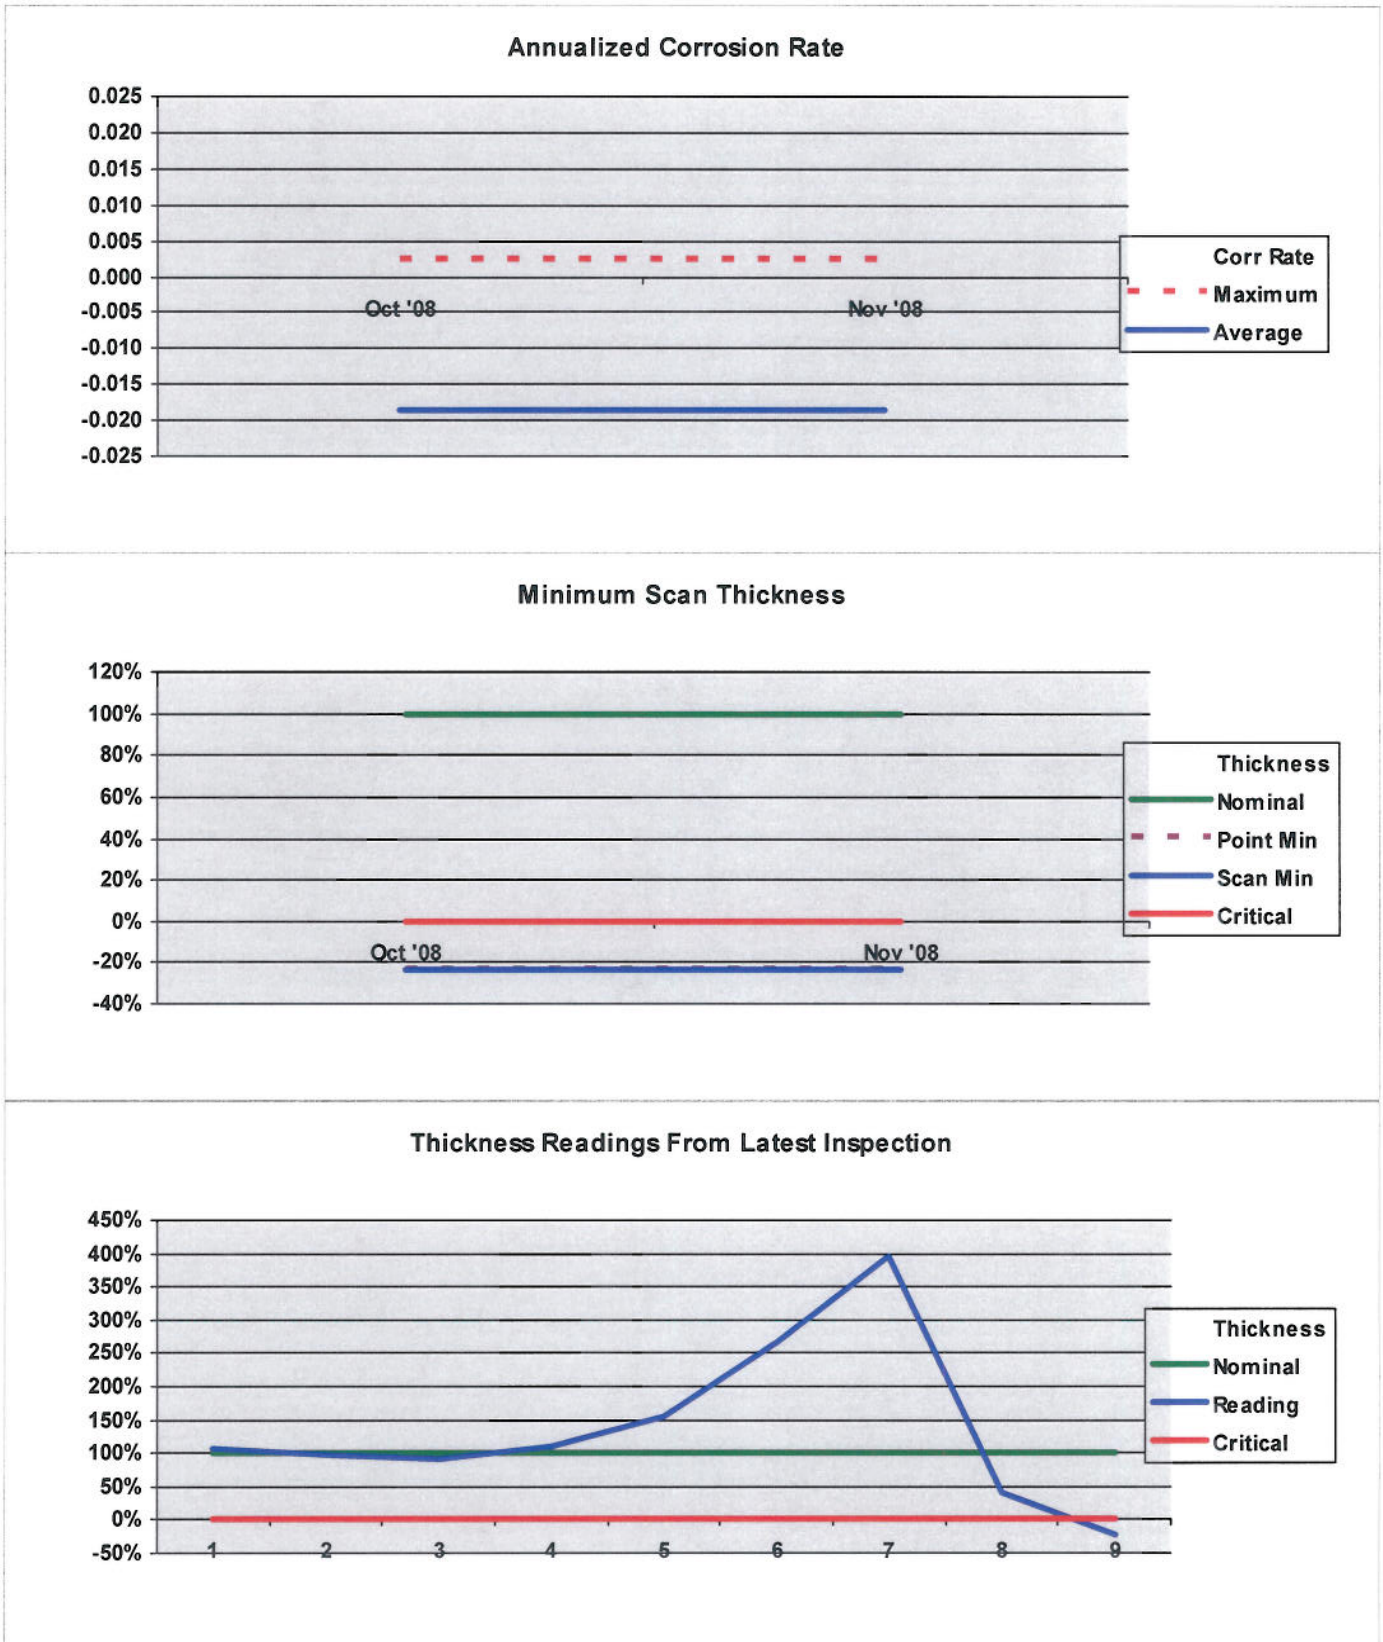 Annualized Corrosion Rate
0.025
0.020
0.015
0.010
0.005
0.000
-0.005
-0.010
-0.015
-0.020
-0.025
Oct '08
Nov '08
Corr Rate
Maximum
Average
Minimum Scan Thickness
120%
100%
80%
60%
40%
20%
0%
-20%
-40%
Oct '08
Nov '08
Thickness
Nominal
Point Min
Scan Min
Critical
Thickness Readings From Latest Inspection
450%
400%
350%
300%
250%
200%
150%
100%
50%
0%
-50%
1 2 3 4 5 6 7 8 9
Thickness
Nominal
Reading
Critical